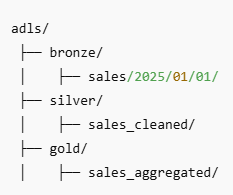 adls/
├── bronze/
│    ├── sales/2025/01/01/
├── silver/
│    ├── sales_cleaned/
├── gold/
│    ├── sales_aggregated/